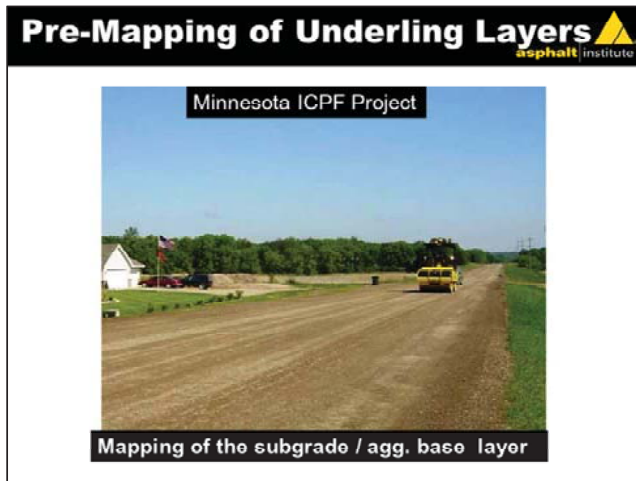 Pre-Mapping of Underling Layers
asphalt institute
Minnesota ICPF Project
Mapping of the subgrade / agg. base layer